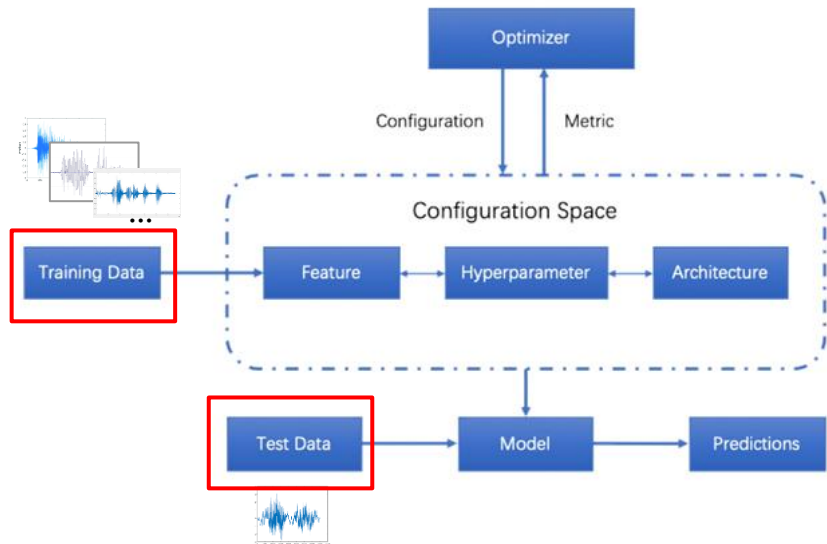 Optimizer
Configuration
Metric
Configuration Space
Training Data
Feature
Hyperparameter
Architecture
Test Data
Model
Predictions